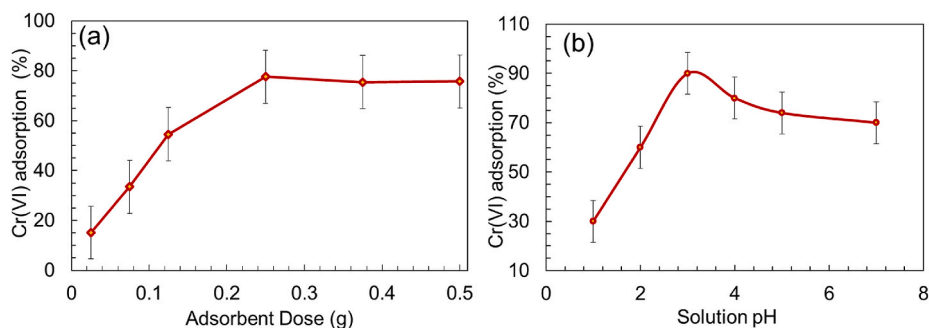 (a)
Cr(VI) adsorption (%)
100
80
60
40
20
0
0 0.1 0.2 0.3 0.4 0.5
Adsorbent Dose (g)
(b)
Cr(VI) adsorption (%)
110
90
70
50
30
10
0 2 4 6 8
Solution pH